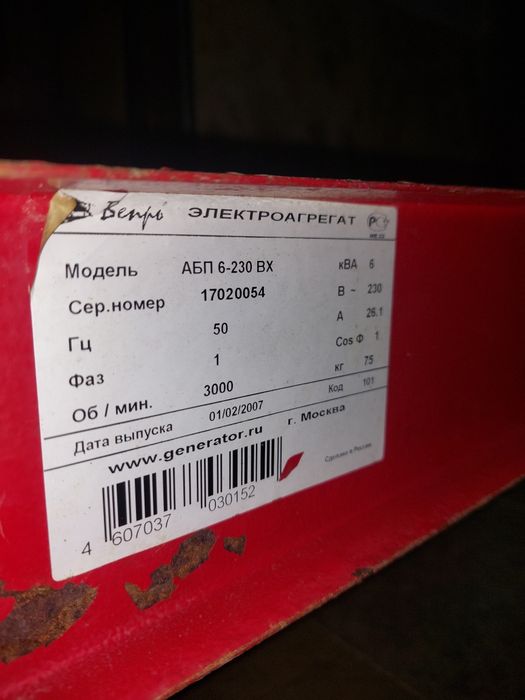 Вепрь ЭЛЕКТРОАГРЕГАТ РС
Модель АБП 6-230 ВХ кВА 6
Сер.номер 17020054 В ~ 230
Гц 50 А 26.1
Фаз 1 Cos Ф 1
Об / мин. 3000 кг 75
Дата выпуска 01/02/2007 Код 101
www.generator.ru г. Москва
Сделано в России
4 607037 030152